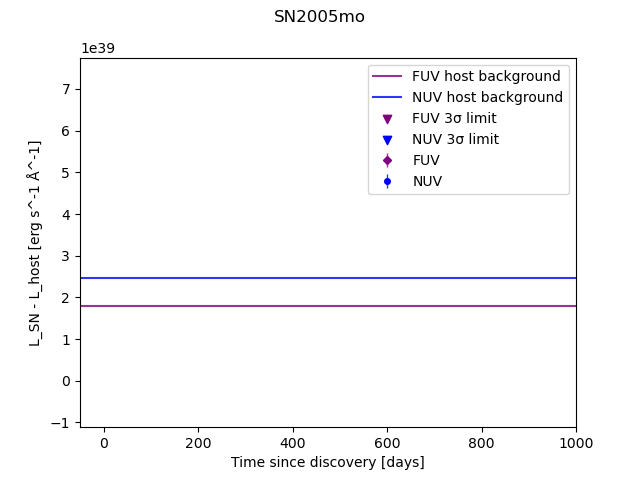 SN2005mo
1e39
L_SN - L_host [erg s^-1 Å^-1]
7
6
5
4
3
2
1
0
−1
FUV host background
NUV host background
FUV 3σ limit
NUV 3σ limit
FUV
NUV
0 200 400 600 800 1000
Time since discovery [days]